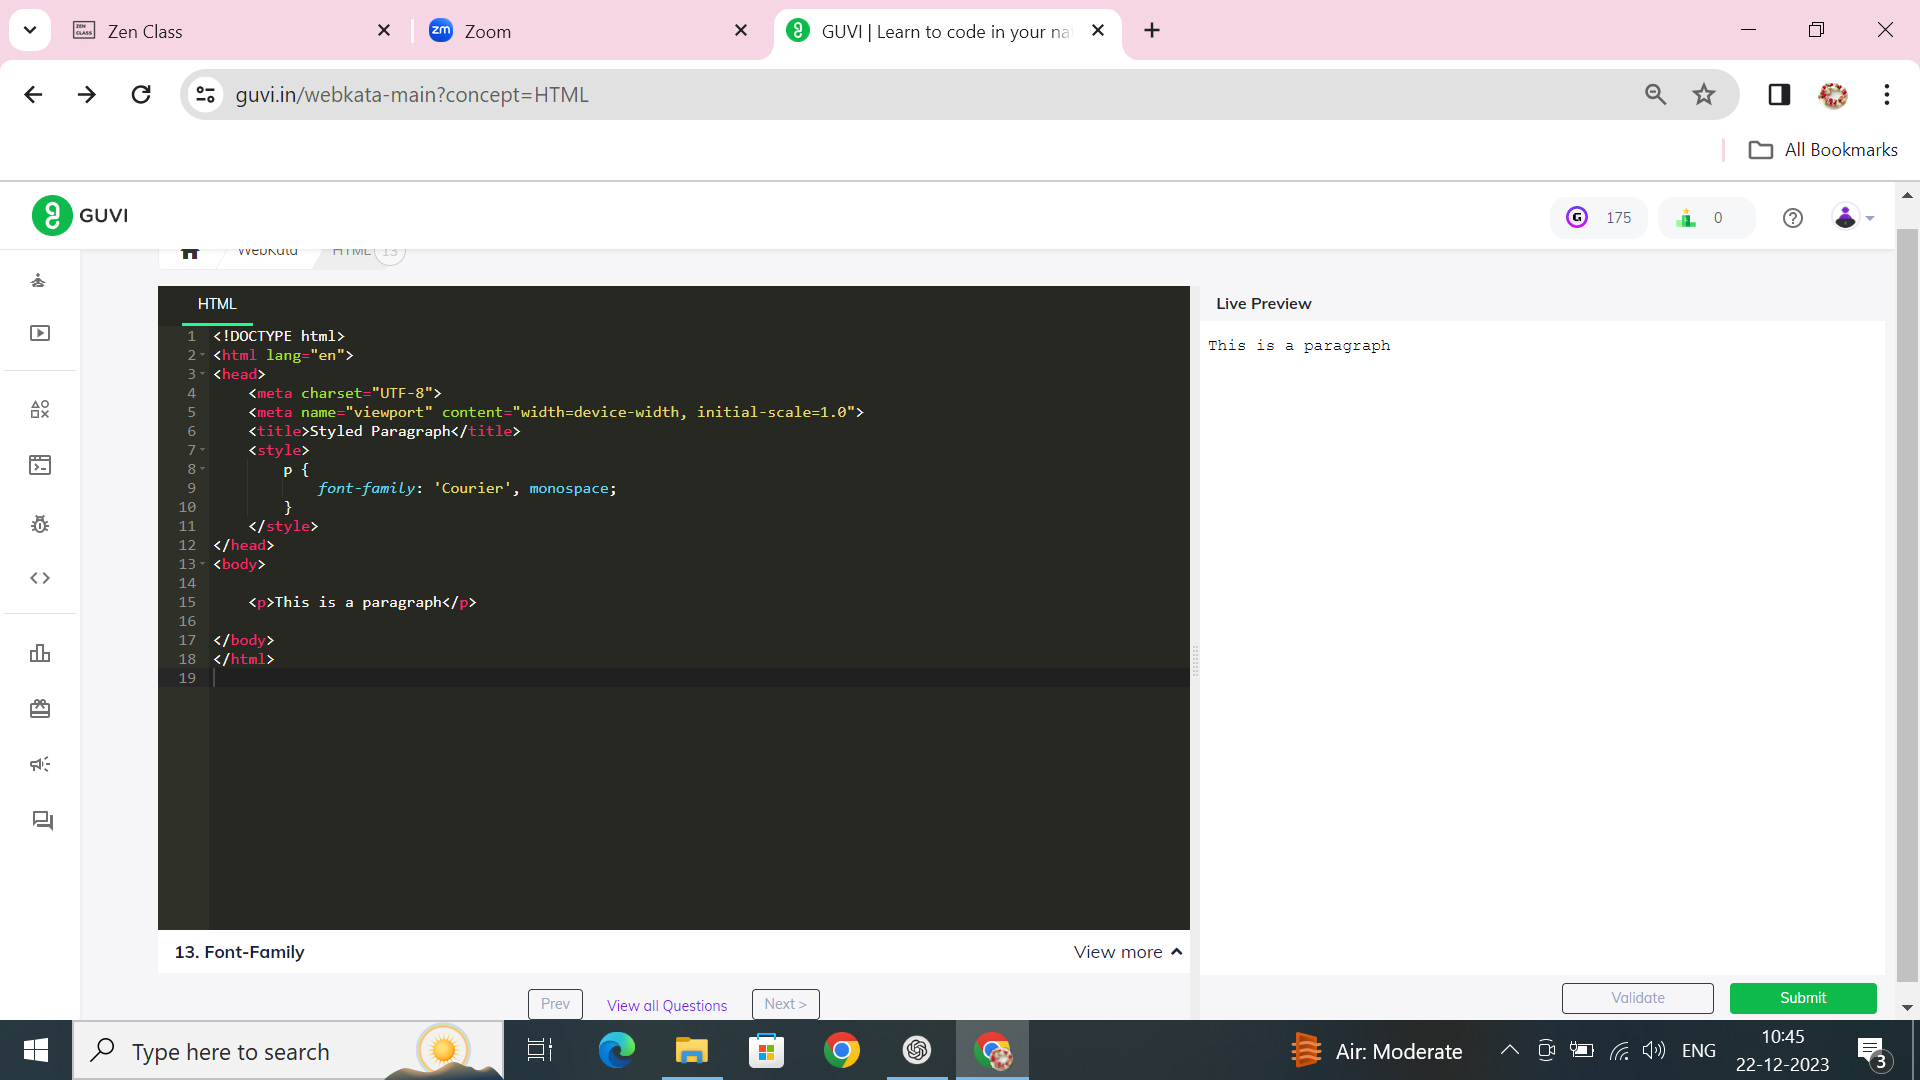 Zen Class
Zoom
GUVI | Learn to code in your na
guvi.in/webkata-main?concept=HTML
All Bookmarks
GUVI
175
0
WebKata
HTML
13
HTML
1 <!DOCTYPE html>
2 <html lang="en">
3 <head>
4 <meta charset="UTF-8">
5 <meta name="viewport" content="width=device-width, initial-scale=1.0">
6 <title>Styled Paragraph</title>
7 <style>
8 p {
9 font-family: 'Courier', monospace;
10 }
11 </style>
12 </head>
13 <body>
14
15 <p>This is a paragraph</p>
16
17 </body>
18 </html>
19
Live Preview
This is a paragraph
13. Font-Family
View more
Prev
View all Questions
Next >
Validate
Submit
Type here to search
Air: Moderate
ENG
10:45
22-12-2023
3